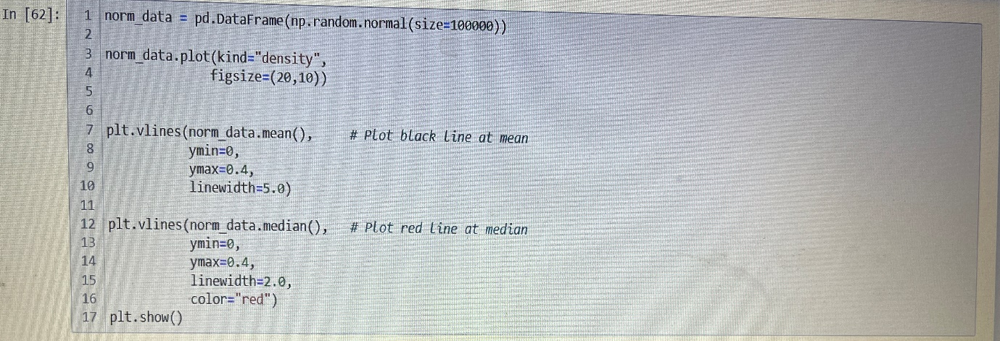 In [62]:
1 norm_data = pd.DataFrame(np.random.normal(size=100000))
2
3 norm_data.plot(kind="density",
4               figsize=(20,10))
5
6
7 plt.vlines(norm_data.mean(),     # Plot black line at mean
8            ymin=0,
9            ymax=0.4,
10           linewidth=5.0)
11
12 plt.vlines(norm_data.median(),   # Plot red line at median
13           ymin=0,
14           ymax=0.4,
15           linewidth=2.0,
16           color="red")
17 plt.show()